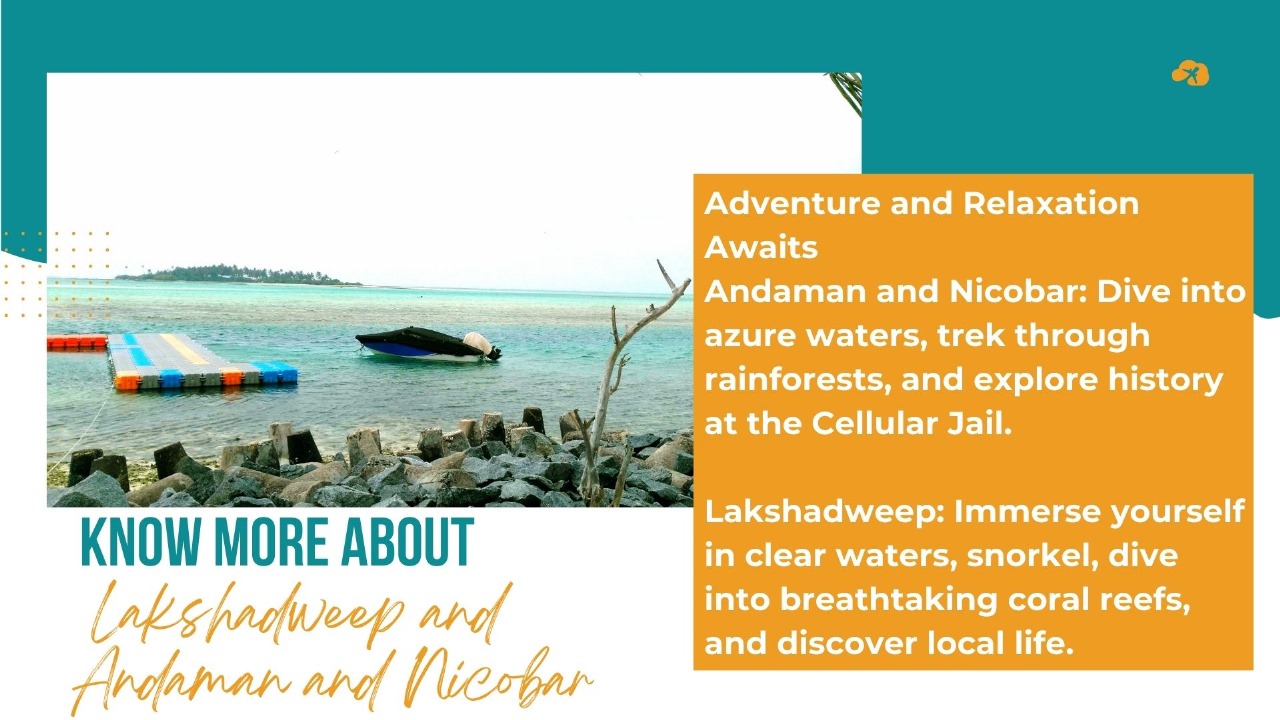 Adventure and Relaxation
Awaits
Andaman and Nicobar: Dive into
azure waters, trek through
rainforests, and explore history
at the Cellular Jail.
Lakshadweep: Immerse yourself
in clear waters, snorkel, dive
into breathtaking coral reefs,
and discover local life.
KNOW MORE ABOUT
Lakshadweep and
Andaman and Nicobar